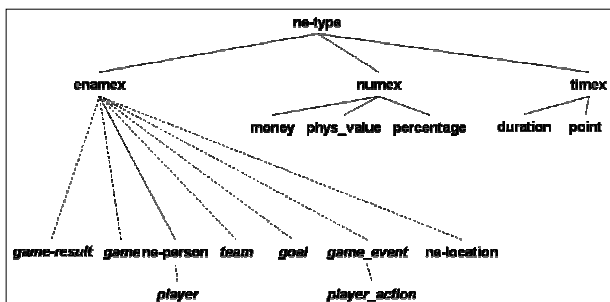 ne-type
enamex numex timex
money phys_value percentage duration point
game-result game ne-person team goal game_event ne-location
player player_action